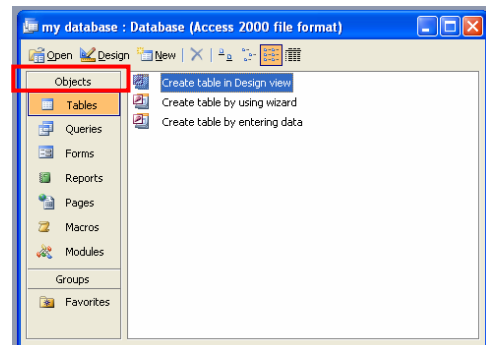 my database : Database (Access 2000 file format)
Open Design New
Objects
Tables
Queries
Forms
Reports
Pages
Macros
Modules
Groups
Favorites
Create table in Design view
Create table by using wizard
Create table by entering data